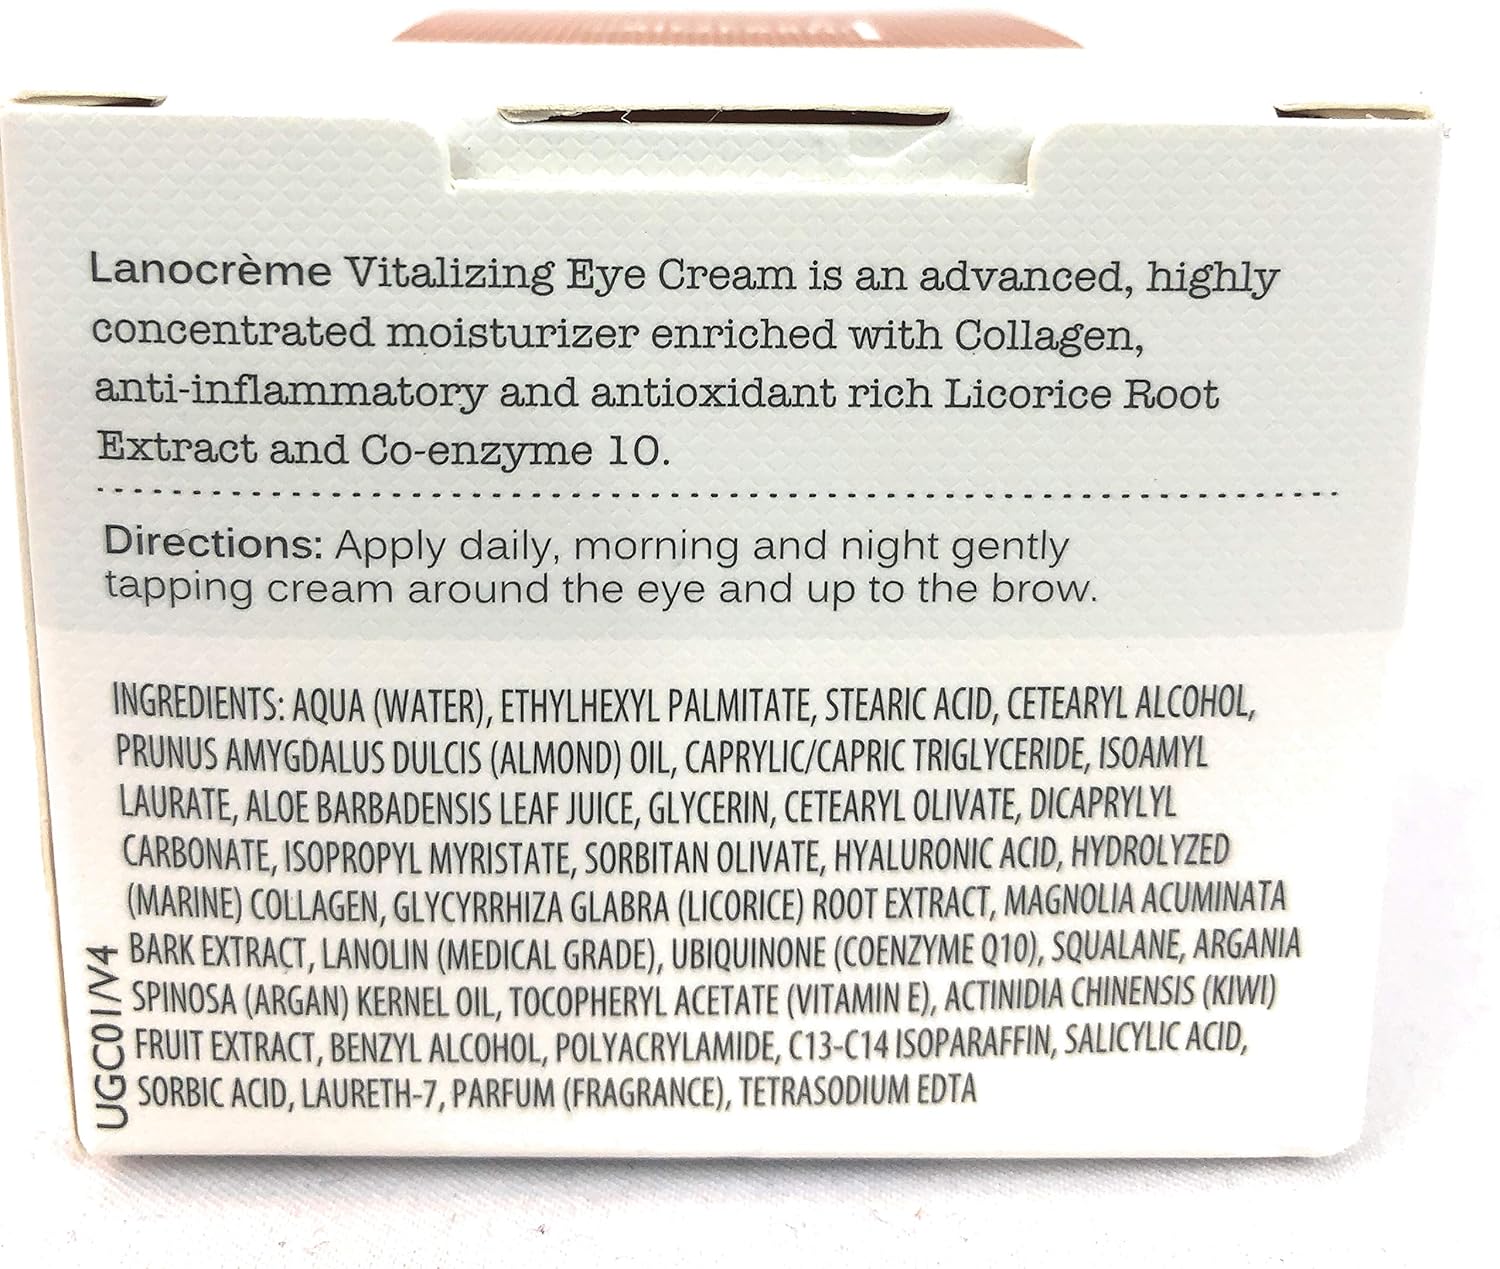 Lanocrème Vitalizing Eye Cream is an advanced, highly
concentrated moisturizer enriched with Collagen,
anti-inflammatory and antioxidant rich Licorice Root
Extract and Co-enzyme 10.
Directions: Apply daily, morning and night gently
tapping cream around the eye and up to the brow.
INGREDIENTS: AQUA (WATER), ETHYLHEXYL PALMITATE, STEARIC ACID, CETEARYL ALCOHOL,
PRUNUS AMYGDALUS DULCIS (ALMOND) OIL, CAPRYLIC/CAPRIC TRIGLYCERIDE, ISOAMYL
LAURATE, ALOE BARBADENSIS LEAF JUICE, GLYCERIN, CETEARYL OLIVATE, DICAPRYLYL
CARBONATE, ISOPROPYL MYRISTATE, SORBITAN OLIVATE, HYALURONIC ACID, HYDROLYZED
(MARINE) COLLAGEN, GLYCYRRHIZA GLABRA (LICORICE) ROOT EXTRACT, MAGNOLIA ACUMINATA
BARK EXTRACT, LANOLIN (MEDICAL GRADE), UBIQUINONE (COENZYME Q10), SQUALANE, ARGANIA
SPINOSA (ARGAN) KERNEL OIL, TOCOPHERYL ACETATE (VITAMIN E), ACTINIDIA CHINENSIS (KIWI)
FRUIT EXTRACT, BENZYL ALCOHOL, POLYACRYLAMIDE, C13-C14 ISOPARAFFIN, SALICYLIC ACID,
SORBIC ACID, LAURETH-7, PARFUM (FRAGRANCE), TETRASODIUM EDTA
UGC01/V4